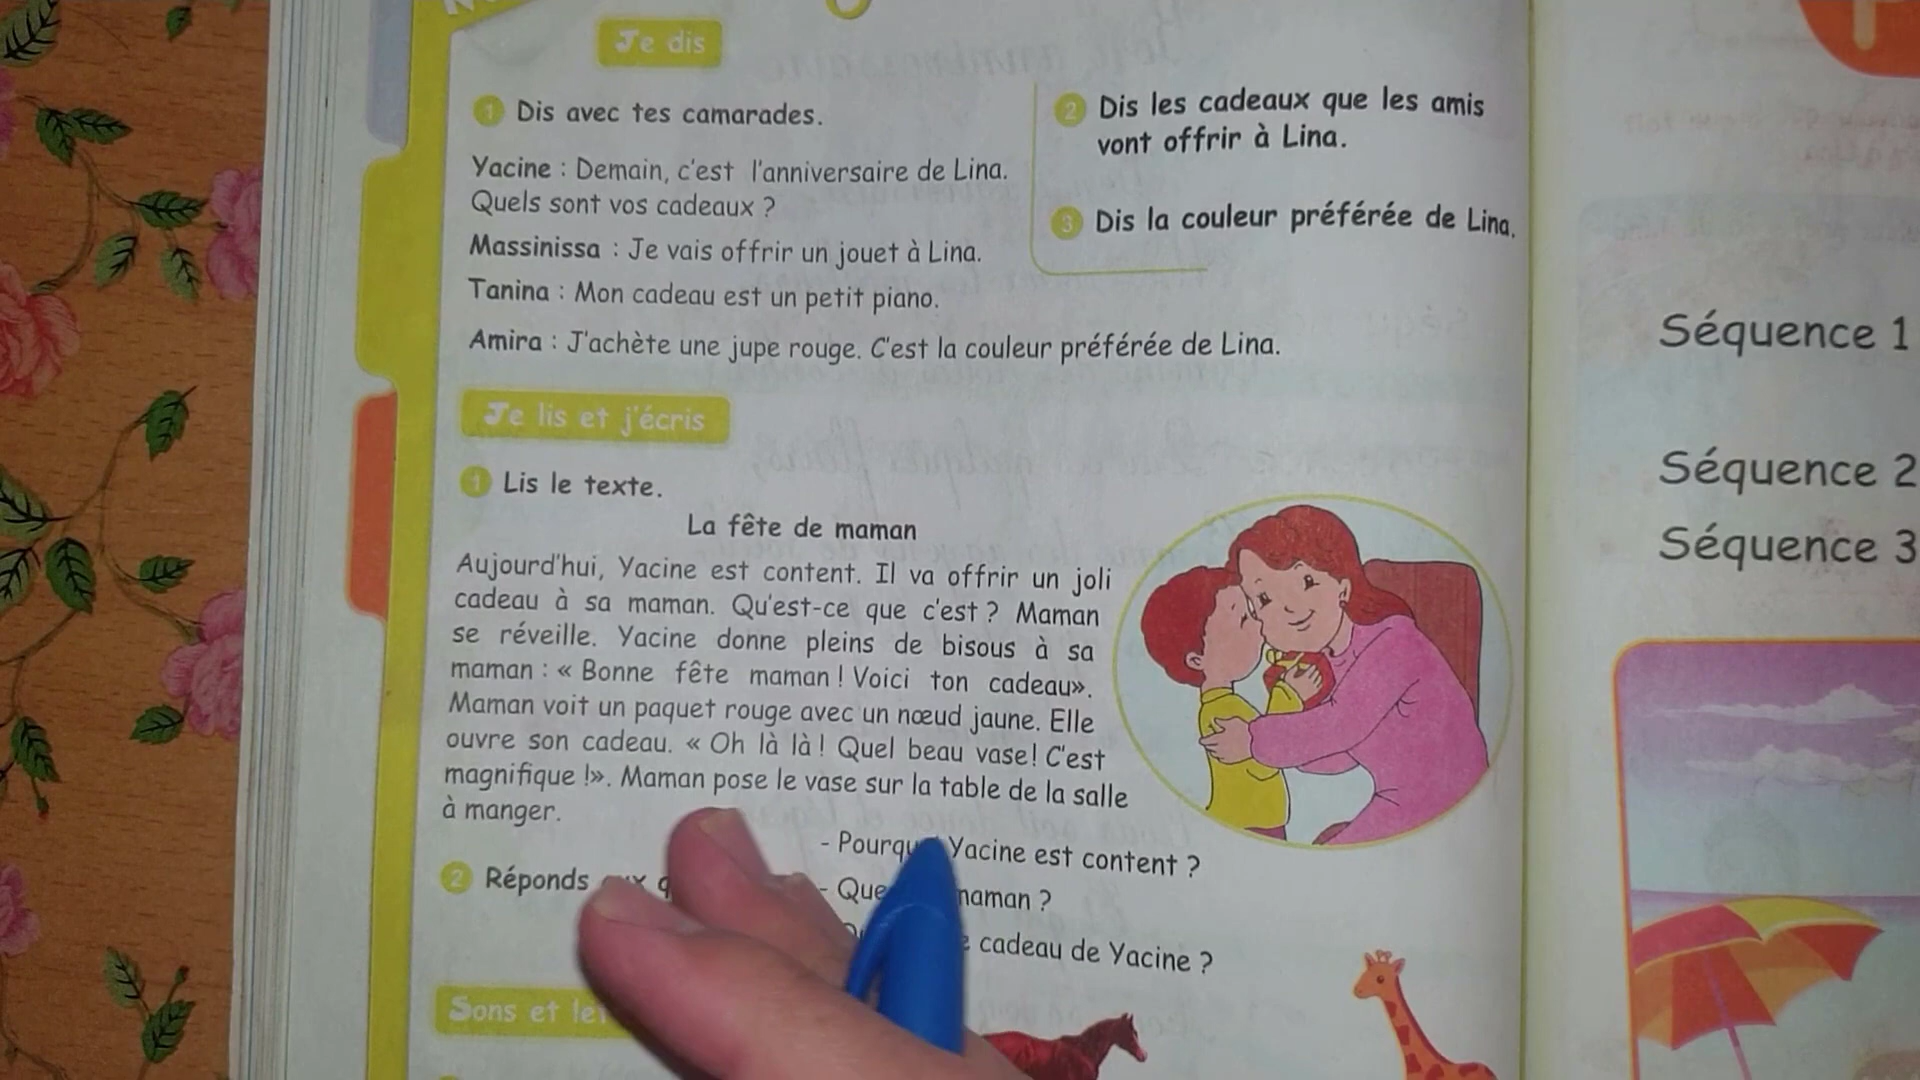 Je dis
1 Dis avec tes camarades.
Yacine : Demain, c'est l'anniversaire de Lina.
Quels sont vos cadeaux ?
Massinissa : Je vais offrir un jouet à Lina.
Tanina : Mon cadeau est un petit piano.
Amira : J'achète une jupe rouge. C'est la couleur préférée de Lina.
2 Dis les cadeaux que les amis
vont offrir à Lina.
3 Dis la couleur préférée de Lina.
Je lis et j'écris
1 Lis le texte.
La fête de maman
Aujourd'hui, Yacine est content. Il va offrir un joli
cadeau à sa maman. Qu'est-ce que c'est ? Maman
se réveille. Yacine donne pleins de bisous à sa
maman : « Bonne fête maman ! Voici ton cadeau».
Maman voit un paquet rouge avec un nœud jaune. Elle
ouvre son cadeau. « Oh là là ! Quel beau vase! C'est
magnifique !». Maman pose le vase sur la table de la salle
à manger.
2 Réponds
- Yacine est content ?
- maman ?
cadeau de Yacine ?
Sons et
Séquence 1
Séquence 2
Séquence 3